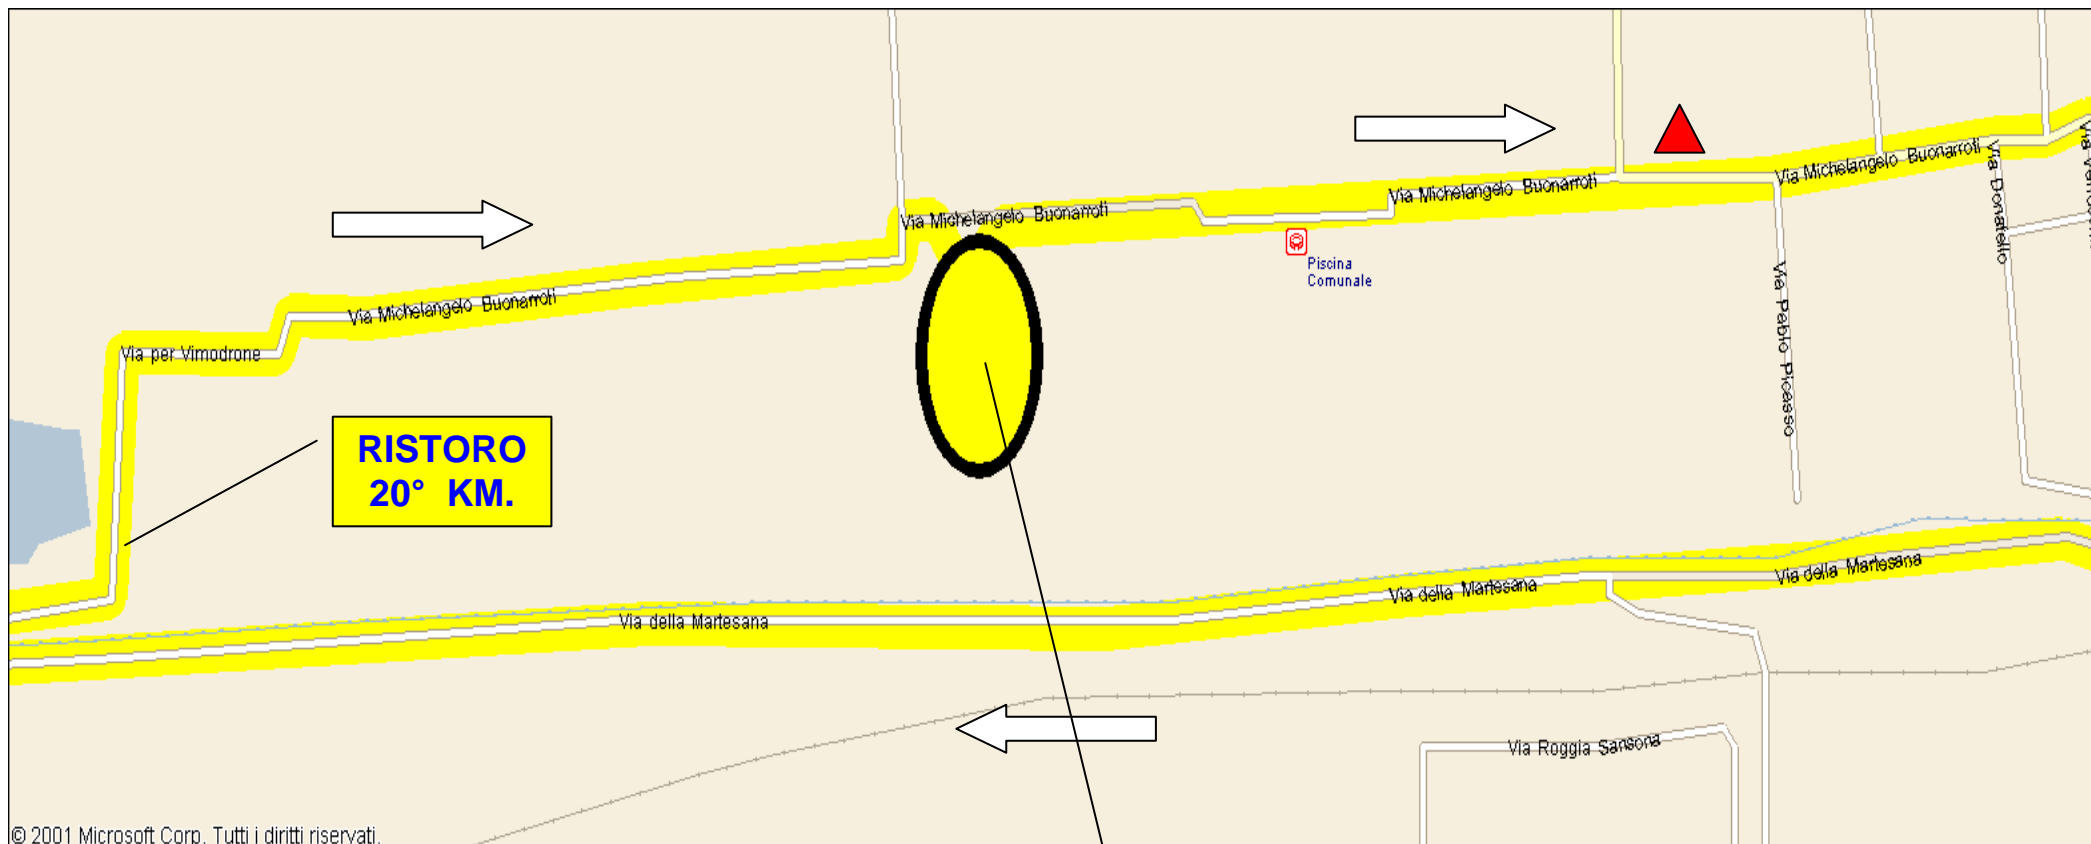 Via Michelangelo Buonarroti
Via Michelangelo Buonarroti
Via Michelangelo Buonarroti
Via Michelangelo Buonarroti
Via Donatello
Piscina
Comunale
Via per Vimodrone
Via Pablo Picasso
RISTORO
20° KM.
Via della Martesana
Via della Martesana
Via della Martesana
Via Roggia Sansona
© 2001 Microsoft Corp. Tutti i diritti riservati.